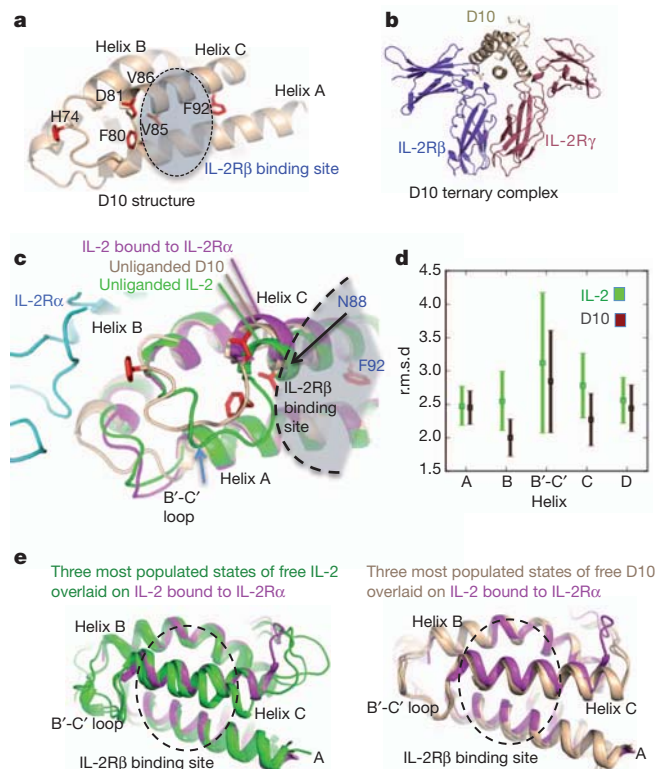 a
Helix B
Helix C
V86
D81
Helix A
H74
F92
F80
V85
IL-2Rβ binding site
D10 structure
b
D10
IL-2Rβ
IL-2Rγ
D10 ternary complex
c
IL-2 bound to IL-2Rα
Unliganded D10
Unliganded IL-2
IL-2Rα
Helix C
N88
Helix B
F92
IL-2Rβ
binding
site
Helix A
B′-C′
loop
d
4.5
4.0
3.5
3.0
2.5
2.0
1.5
r.m.s.d
IL-2
D10
A
B
B′-C′
C
D
Helix
e
Three most populated states of free IL-2
overlaid on IL-2 bound to IL-2Rα
Helix B
B′-C′ loop
Helix C
IL-2Rβ binding site
A
Three most populated states of free D10
overlaid on IL-2 bound to IL-2Rα
Helix B
B′-C′ loop
Helix C
IL-2Rβ binding site
A